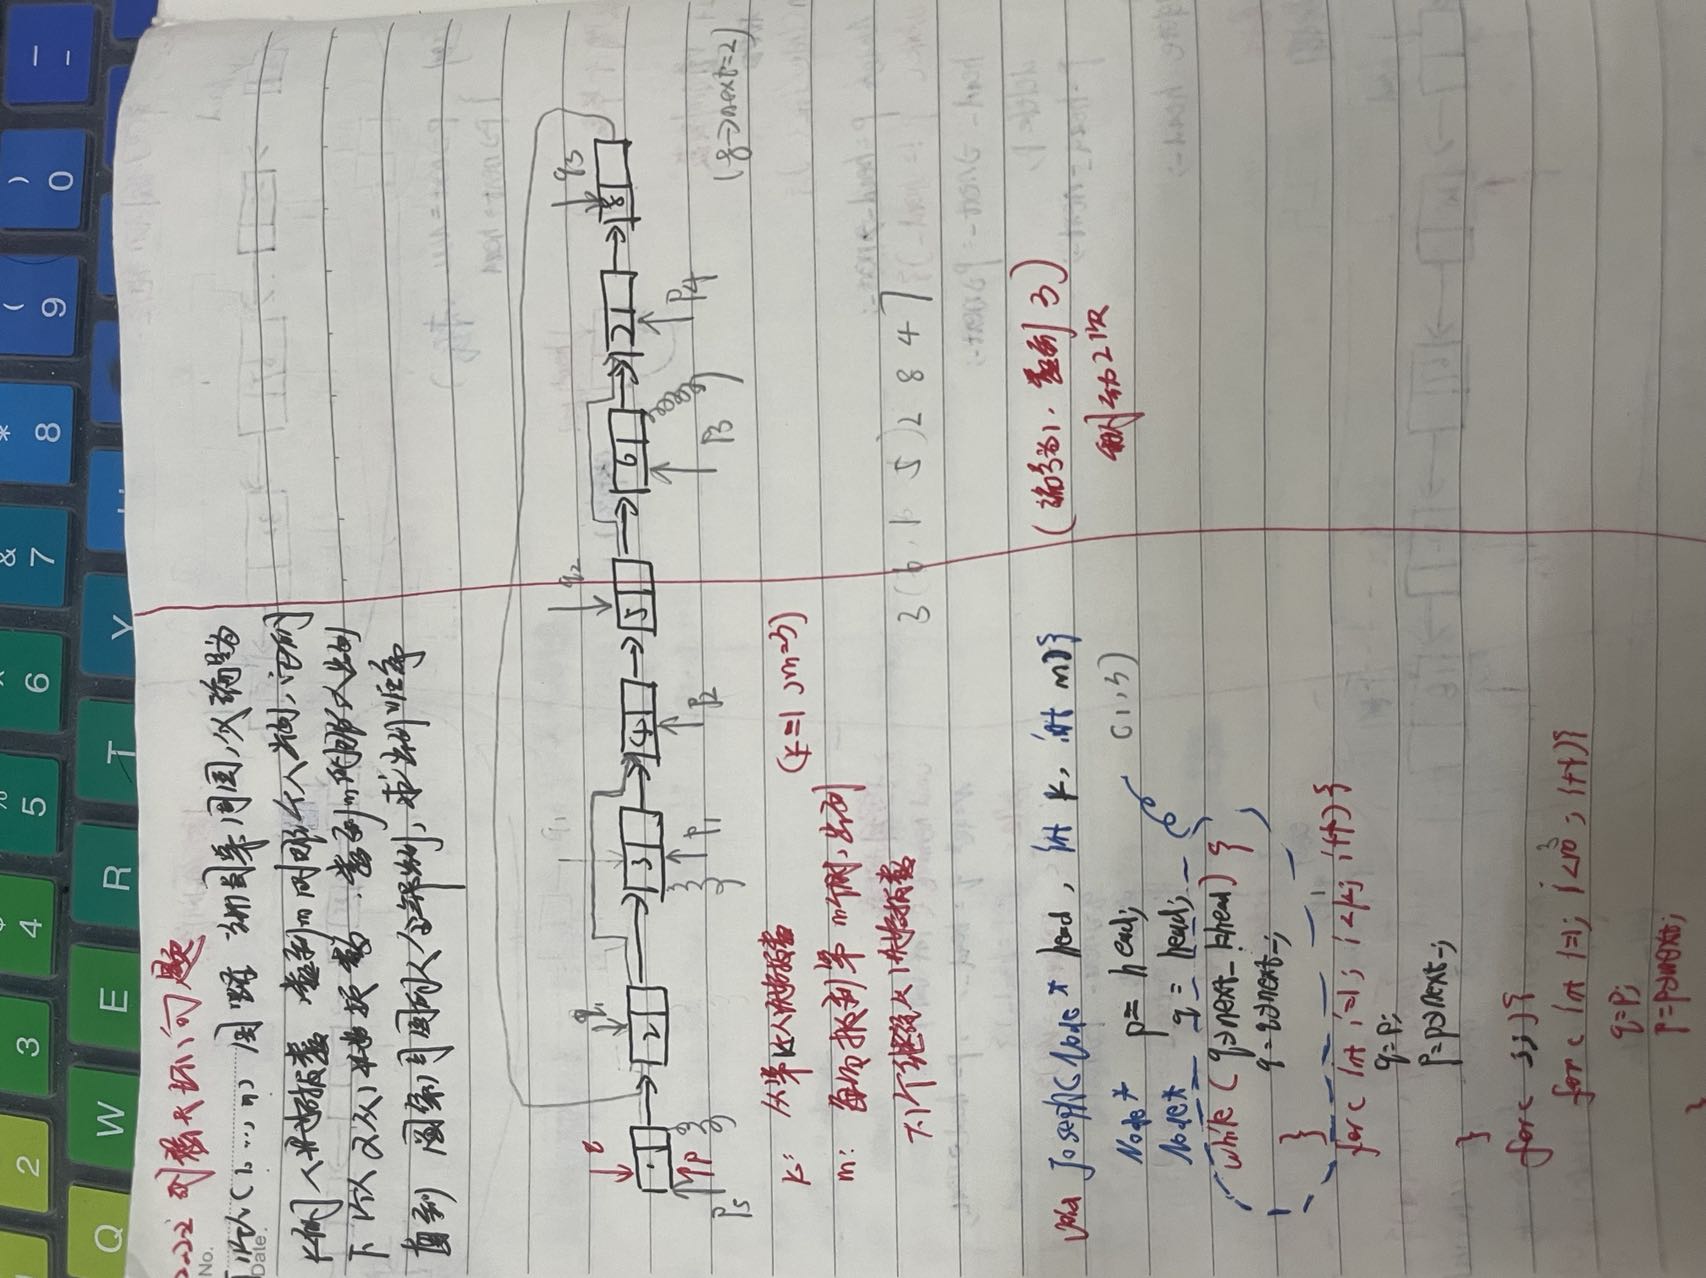 2 3 4 5 6 7 8 9 0
& * ( )
Q W E R T Y
2.22 约瑟夫环问题
No.
n个人(1, ..., n) 围 圆桌周围,从编号为
Date
k的 人开始报数 数到m的那个人出列,它的
下一个人又从1开始报数,数到m的那个人出列
直到 圆桌周围的人全部出列,求出列顺序
q q1 q1 q2 q3
1 2 3 4 5 6 7 8
p5 p p1 p2 p3 p4
(8->next=2)
k: 从第k个人开始报数 (k=1, m=3)
m: 每次报到第m个时,出列
下1个继续从1开始报数
3 (6, 1 5) 2 8 4 7
void Joseph(Node* head, int k, int m){
(编号为1,数到3)
Node* p = head; (1,3)
则 动2次
Node* q = head;
while (q->next_ != head) {
q = q->next_;
}
for( int i=1; i<k; i++){
q=p;
p=p->next_;
}
for( ;;){
for( int i=1; i<m; i++){
q=p;
p=p->next;
}